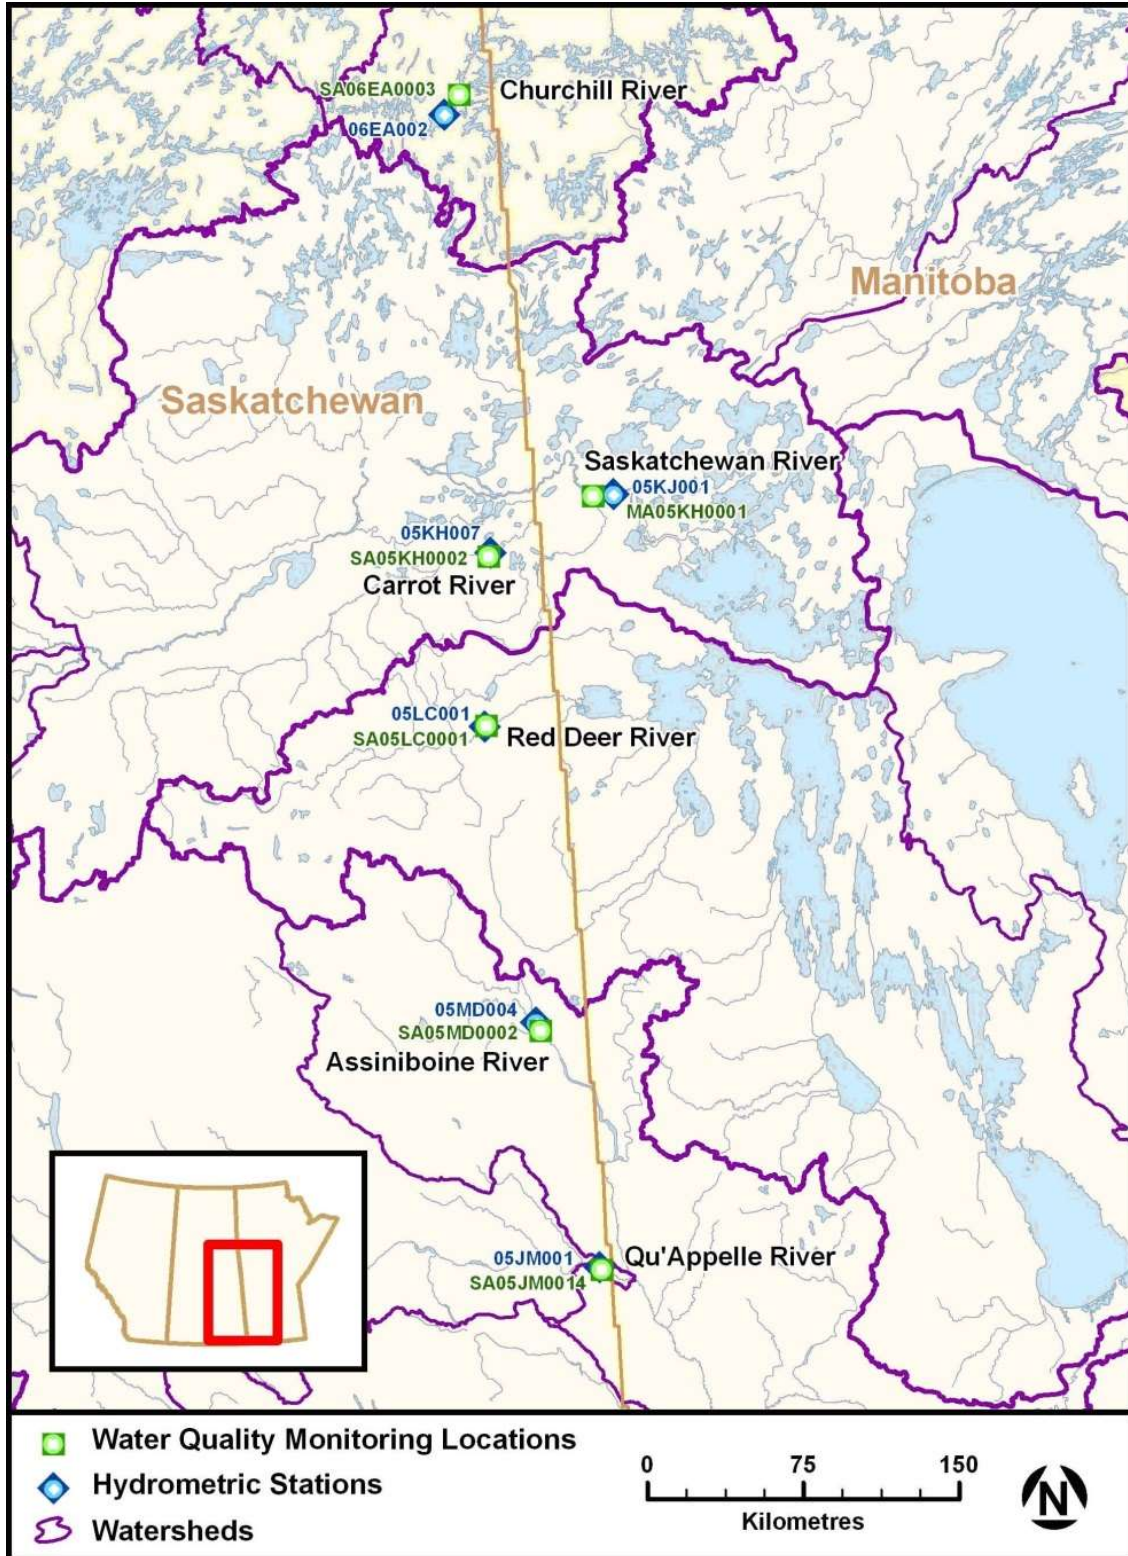 SA06EA0003
Churchill River
06EA002
Manitoba
Saskatchewan
Saskatchewan River
05KJ001
MA05KH0001
05KH007
SA05KH0002
Carrot River
05LC001
SA05LC0001
Red Deer River
05MD004
SA05MD0002
Assiniboine River
05JM001
Qu'Appelle River
SA05JM0014
Water Quality Monitoring Locations
Hydrometric Stations
Watersheds
0 75 150
Kilometres
N